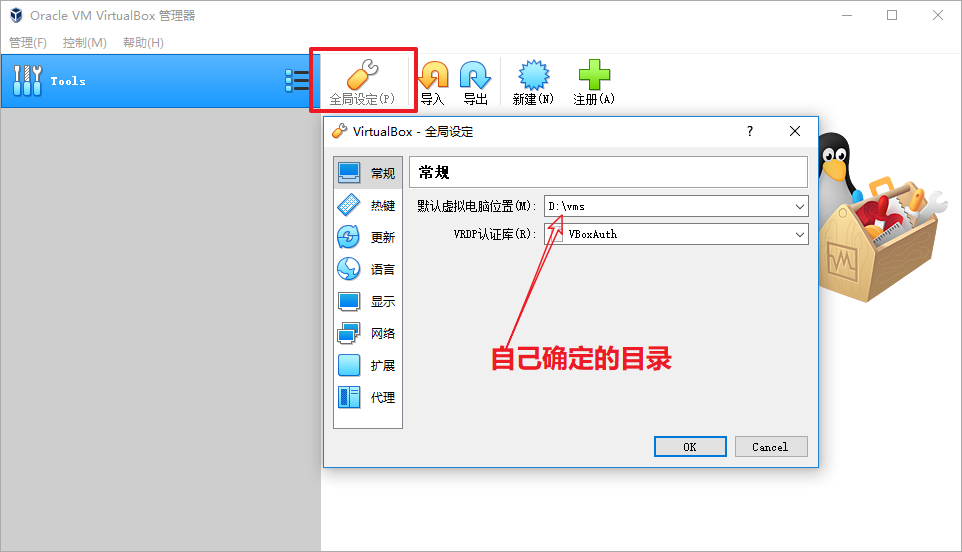 Oracle VM VirtualBox 管理器
管理(F) 控制(M) 帮助(H)
Tools
全局设定(P) 导入 导出 新建(N) 注册(A)
VirtualBox - 全局设定 ?
常规
热键
更新
语言
显示
网络
扩展
代理
常规
默认虚拟电脑位置(M): D:\vms
VRDP认证库(R): VBoxAuth
自己确定的目录
OK Cancel